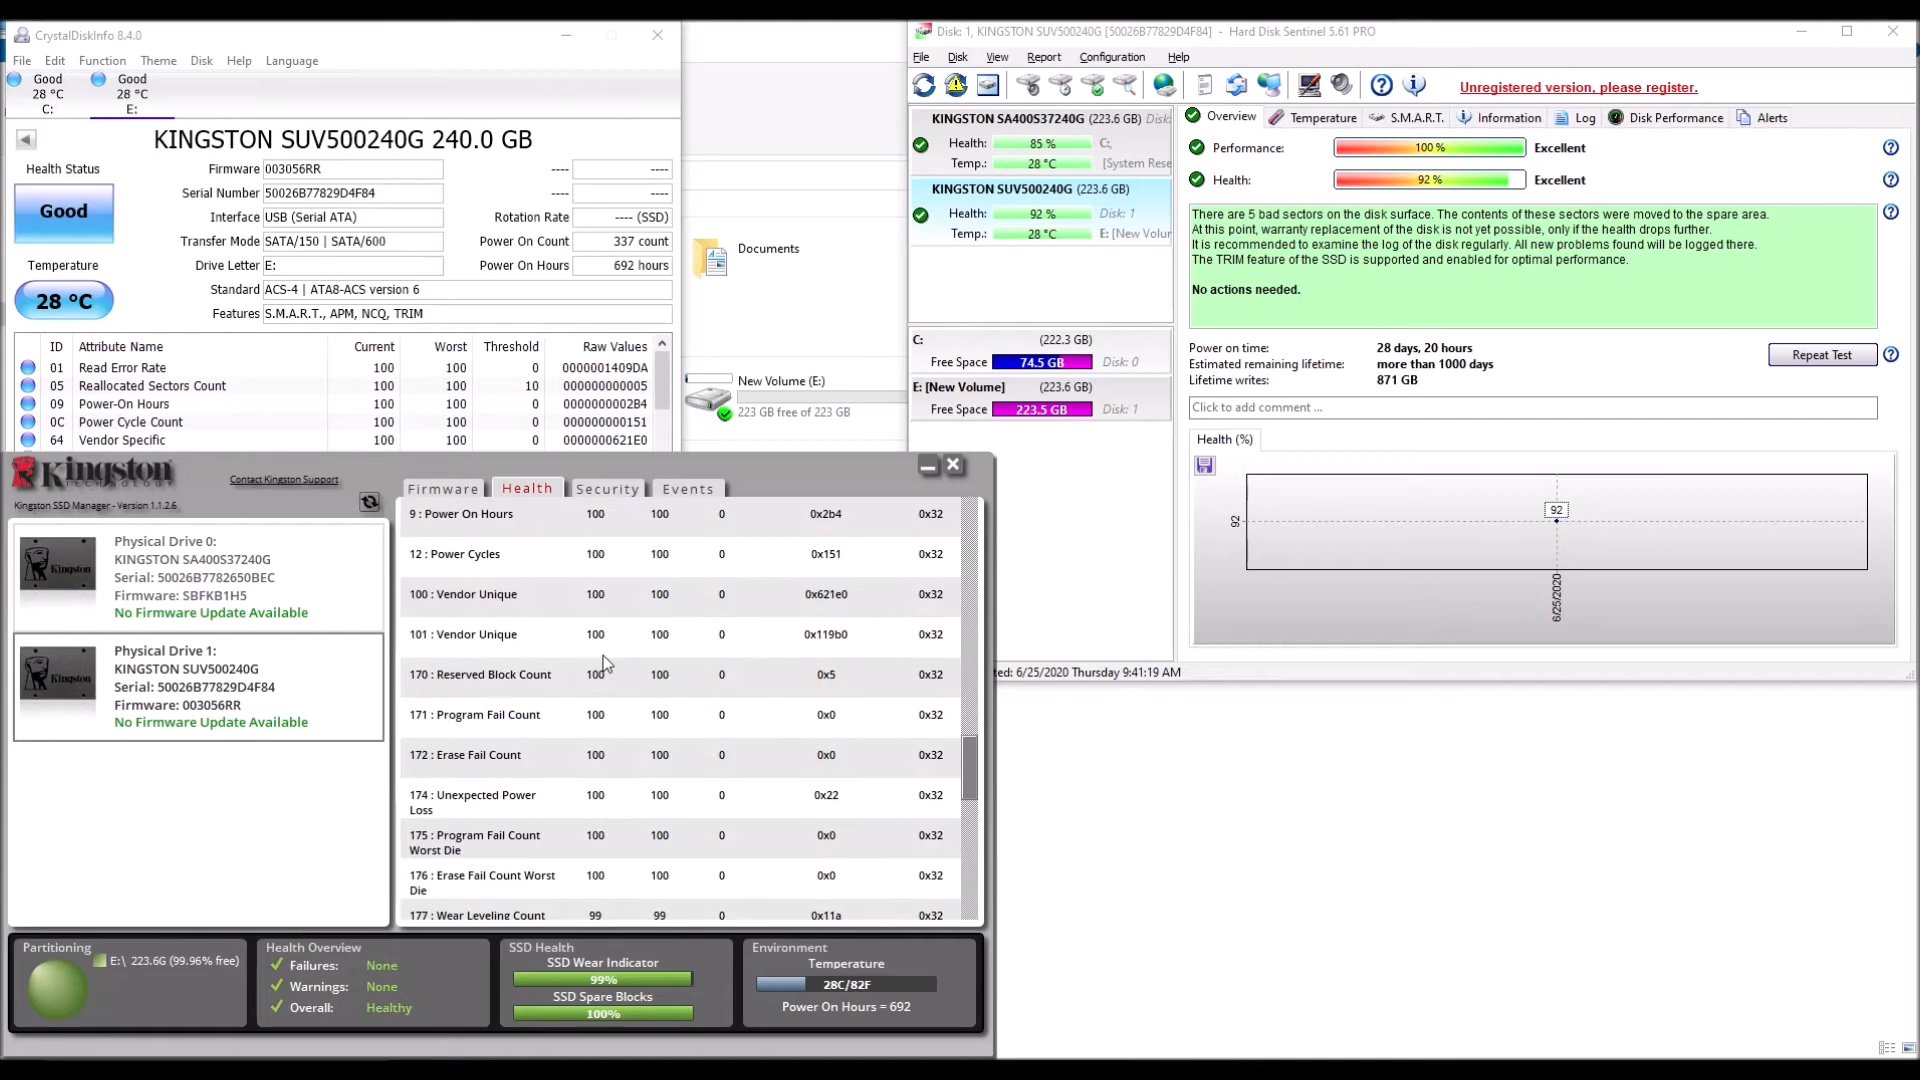 CrystalDiskInfo 8.4.0
File Edit Function Theme Disk Help Language
Good Good
28 °C 28 °C
C: E:
KINGSTON SUV500240G 240.0 GB
Health Status
Good
Temperature
28 °C
Firmware 003056RR ---- ----
Serial Number 50026B77829D4F84 ---- ----
Interface USB (Serial ATA) Rotation Rate ---- (SSD)
Transfer Mode SATA/150 | SATA/600 Power On Count 337 count
Drive Letter E: Power On Hours 692 hours
Standard ACS-4 | ATA8-ACS version 6
Features S.M.A.R.T., APM, NCQ, TRIM
ID Attribute Name Current Worst Threshold Raw Values
01 Read Error Rate 100 100 0 0000001409DA
05 Reallocated Sectors Count 100 100 10 000000000005
09 Power-On Hours 100 100 0 0000000002B4
0C Power Cycle Count 100 100 0 000000000151
64 Vendor Specific 100 100 0 0000000621E0
Documents
New Volume (E:)
223 GB free of 223 GB
Disk: 1, KINGSTON SUV500240G [50026B77829D4F84] - Hard Disk Sentinel 5.61 PRO
File Disk View Report Configuration Help
Unregistered version, please register.
KINGSTON SA400S37240G (223.6 GB) Disk:
Health: 85 % C:,
Temp.: 28 °C [System Rese
KINGSTON SUV500240G (223.6 GB)
Health: 92 % Disk: 1
Temp.: 28 °C E: [New Volur
C: (222.3 GB)
Free Space 74.5 GB Disk: 0
E: [New Volume] (223.6 GB)
Free Space 223.5 GB Disk: 1
Overview Temperature S.M.A.R.T. Information Log Disk Performance Alerts
Performance: 100 % Excellent
Health: 92 % Excellent
There are 5 bad sectors on the disk surface. The contents of these sectors were moved to the spare area.
At this point, warranty replacement of the disk is not yet possible, only if the health drops further.
It is recommended to examine the log of the disk regularly. All new problems found will be logged there.
The TRIM feature of the SSD is supported and enabled for optimal performance.
No actions needed.
Power on time: 28 days, 20 hours
Estimated remaining lifetime: more than 1000 days
Lifetime writes: 871 GB
Repeat Test
Click to add comment ...
Health (%)
92
92
6/25/2020
ted: 6/25/2020 Thursday 9:41:19 AM
Kingston
TECHNOLOGY
Contact Kingston Support
Kingston SSD Manager - Version 1.1.2.6
Firmware Health Security Events
Kingston
Physical Drive 0:
KINGSTON SA400S37240G
Serial: 50026B7782650BEC
Firmware: SBFKB1H5
No Firmware Update Available
Kingston
Physical Drive 1:
KINGSTON SUV500240G
Serial: 50026B77829D4F84
Firmware: 003056RR
No Firmware Update Available
9 : Power On Hours 100 100 0 0x2b4 0x32
12 : Power Cycles 100 100 0 0x151 0x32
100 : Vendor Unique 100 100 0 0x621e0 0x32
101 : Vendor Unique 100 100 0 0x119b0 0x32
170 : Reserved Block Count 100 100 0 0x5 0x32
171 : Program Fail Count 100 100 0 0x0 0x32
172 : Erase Fail Count 100 100 0 0x0 0x32
174 : Unexpected Power Loss 100 100 0 0x22 0x32
175 : Program Fail Count Worst Die 100 100 0 0x0 0x32
176 : Erase Fail Count Worst Die 100 100 0 0x0 0x32
177 : Wear Leveling Count 99 99 0 0x11a 0x32
Partitioning
E:\ 223.6G (99.96% free)
Health Overview
Failures: None
Warnings: None
Overall: Healthy
SSD Health
SSD Wear Indicator
99%
SSD Spare Blocks
100%
Environment
Temperature
28C/82F
Power On Hours = 692